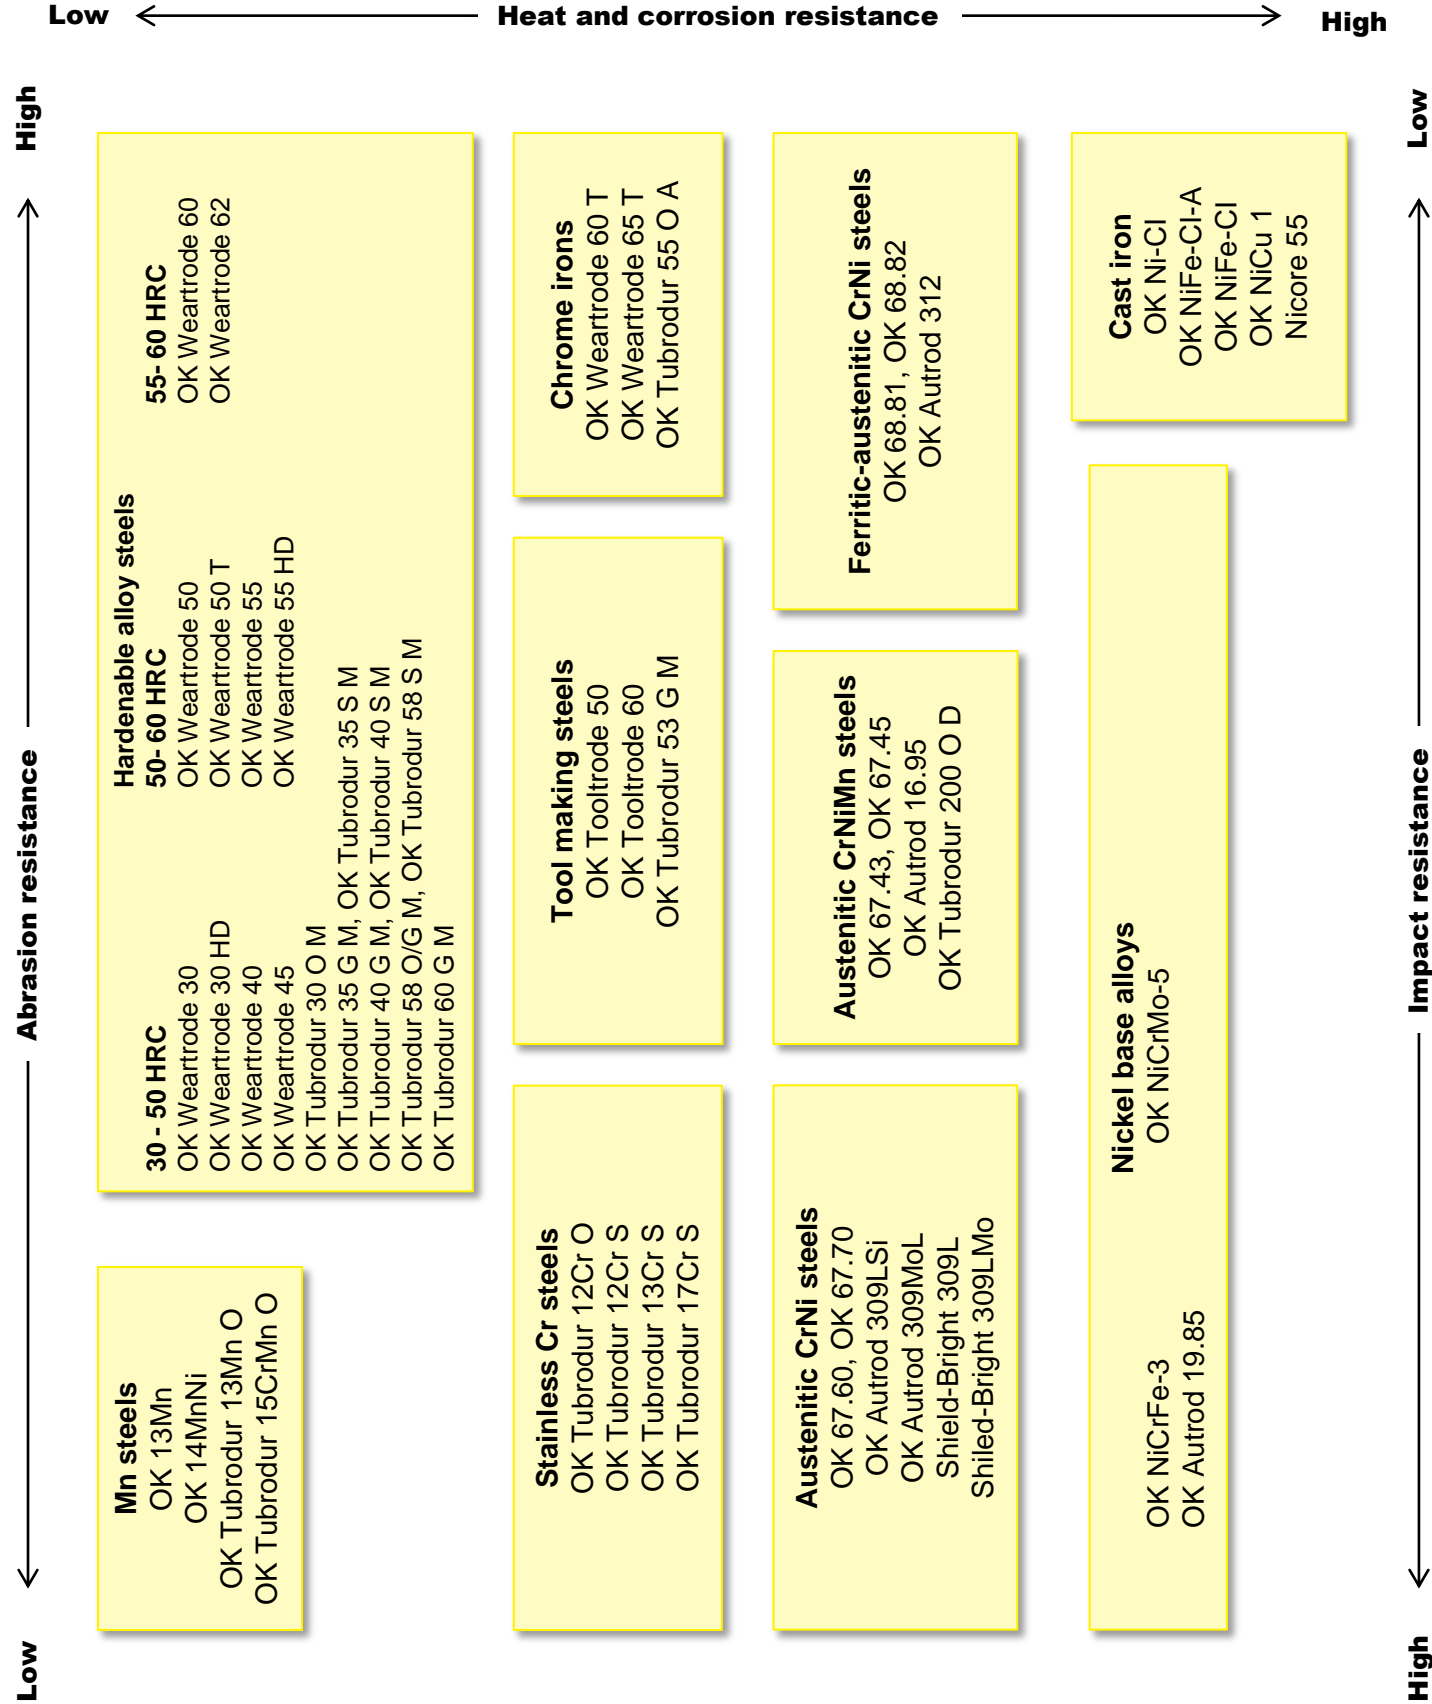 Low
Heat and corrosion resistance
High
High
Abrasion resistance
Low
Low
Impact resistance
High
Hardenable alloy steels
30 - 50 HRC
OK Weartrode 30
OK Weartrode 30 HD
OK Weartrode 40
OK Weartrode 45
OK Tubrodur 30 O M
OK Tubrodur 35 G M, OK Tubrodur 35 S M
OK Tubrodur 40 G M, OK Tubrodur 40 S M
OK Tubrodur 58 O/G M, OK Tubrodur 58 S M
OK Tubrodur 60 G M
50- 60 HRC
OK Weartrode 50
OK Weartrode 50 T
OK Weartrode 55
OK Weartrode 55 HD
55- 60 HRC
OK Weartrode 60
OK Weartrode 62
Mn steels
OK 13Mn
OK 14MnNi
OK Tubrodur 13Mn O
OK Tubrodur 15CrMn O
Stainless Cr steels
OK Tubrodur 12Cr O
OK Tubrodur 12Cr S
OK Tubrodur 13Cr S
OK Tubrodur 17Cr S
Tool making steels
OK Tooltrode 50
OK Tooltrode 60
OK Tubrodur 53 G M
Chrome irons
OK Weartrode 60 T
OK Weartrode 65 T
OK Tubrodur 55 O A
Austenitic CrNi steels
OK 67.60, OK 67.70
OK Autrod 309LSi
OK Autrod 309MoL
Shield-Bright 309L
Shiled-Bright 309LMo
Austenitic CrNiMn steels
OK 67.43, OK 67.45
OK Autrod 16.95
OK Tubrodur 200 O D
Ferritic-austenitic CrNi steels
OK 68.81, OK 68.82
OK Autrod 312
Nickel base alloys
OK NiCrFe-3
OK NiCrMo-5
OK Autrod 19.85
Cast iron
OK Ni-CI
OK NiFe-CI-A
OK NiFe-CI
OK NiCu 1
Nicore 55